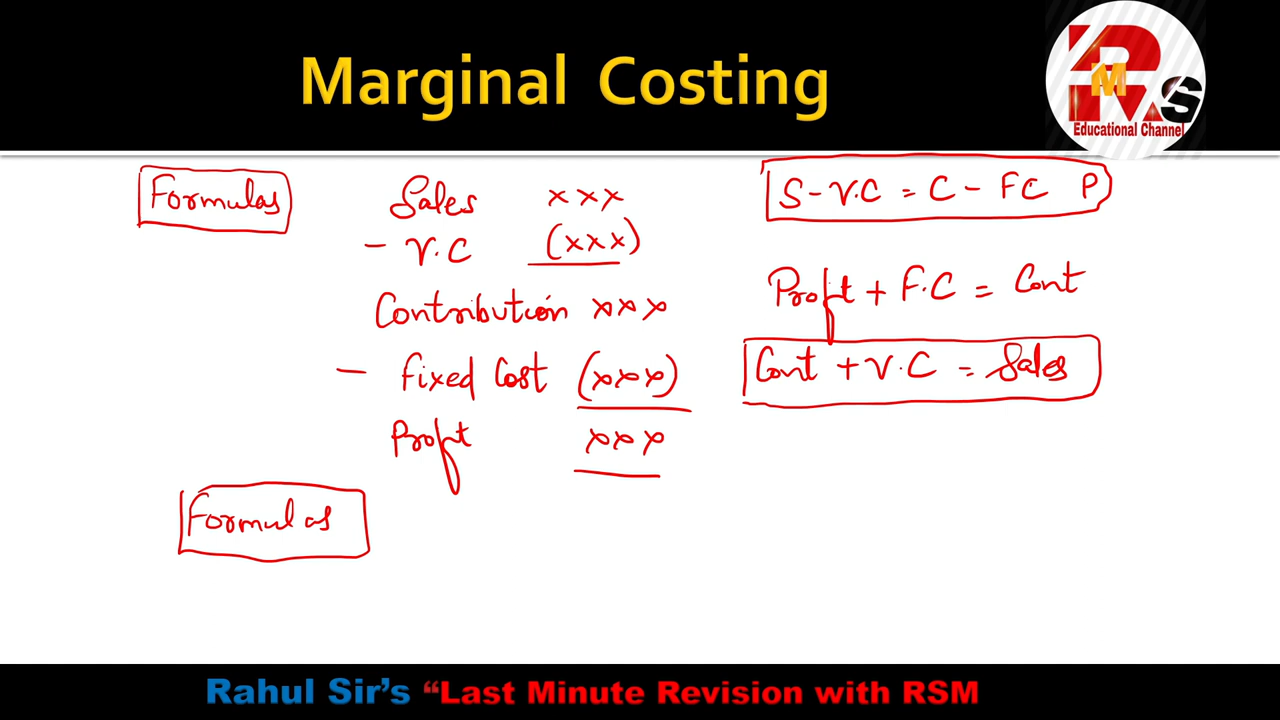 Marginal Costing
R M S
Educational Channel
Formulas
Sales xxx
- V.C (xxx)
Contribution xxx
- Fixed Cost (xxx)
Profit xxx
S - V.C = C - FC P
Profit + F.C = Cont
Cont + V.C = Sales
Formulas
Rahul Sir's "Last Minute Revision with RSM